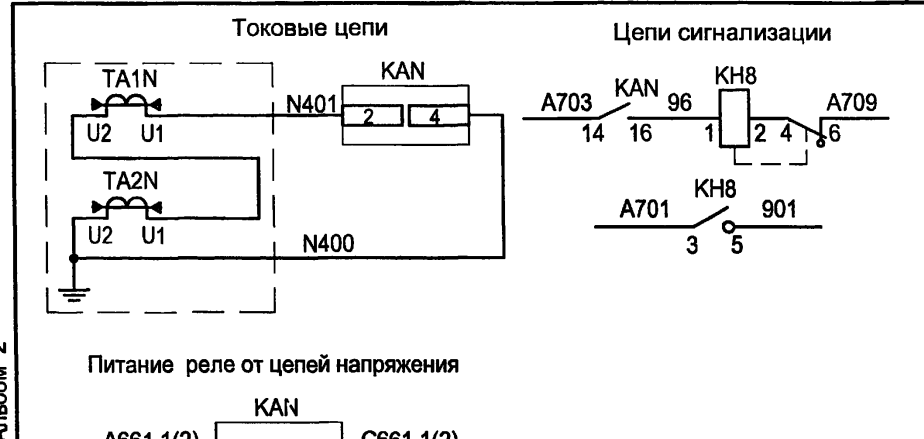 Токовые цепи
Цепи сигнализации
TA1N
KAN
U2 U1
N401
2 4
TA2N
U2 U1
N400
KH8
A703 KAN 96 A709
14 16 1 2 4 6
KH8
A701 901
3 5
Альбом 2
Питание реле от цепей напряжения
KAN
A661.1(2) C661.1(2)